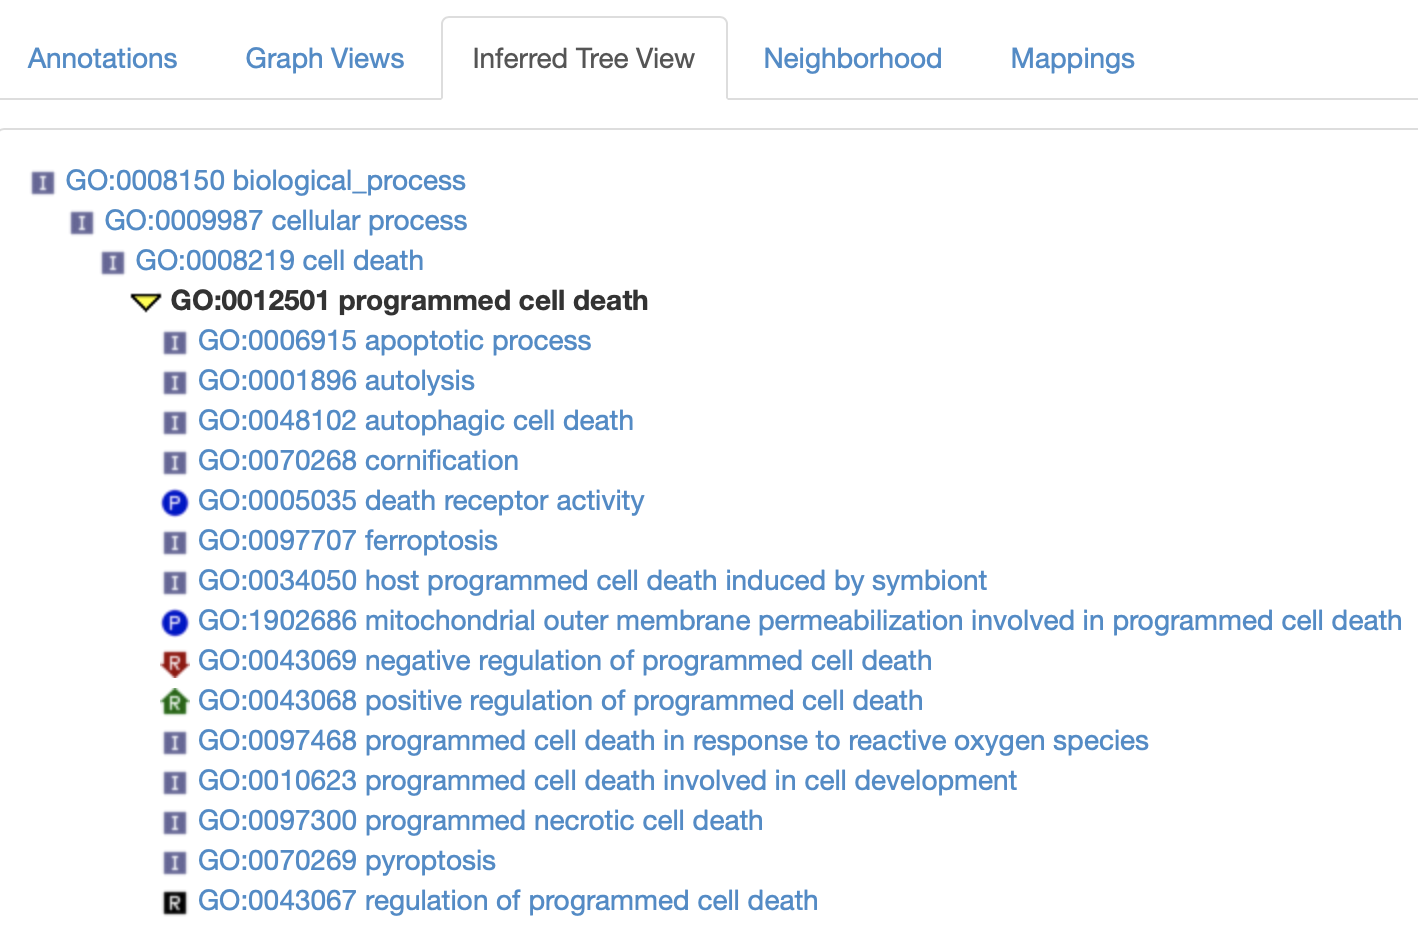 Annotations Graph Views Inferred Tree View Neighborhood Mappings
I GO:0008150 biological_process
I GO:0009987 cellular process
I GO:0008219 cell death
GO:0012501 programmed cell death
I GO:0006915 apoptotic process
I GO:0001896 autolysis
I GO:0048102 autophagic cell death
I GO:0070268 cornification
P GO:0005035 death receptor activity
I GO:0097707 ferroptosis
I GO:0034050 host programmed cell death induced by symbiont
P GO:1902686 mitochondrial outer membrane permeabilization involved in programmed cell death
R GO:0043069 negative regulation of programmed cell death
R GO:0043068 positive regulation of programmed cell death
I GO:0097468 programmed cell death in response to reactive oxygen species
I GO:0010623 programmed cell death involved in cell development
I GO:0097300 programmed necrotic cell death
I GO:0070269 pyroptosis
R GO:0043067 regulation of programmed cell death